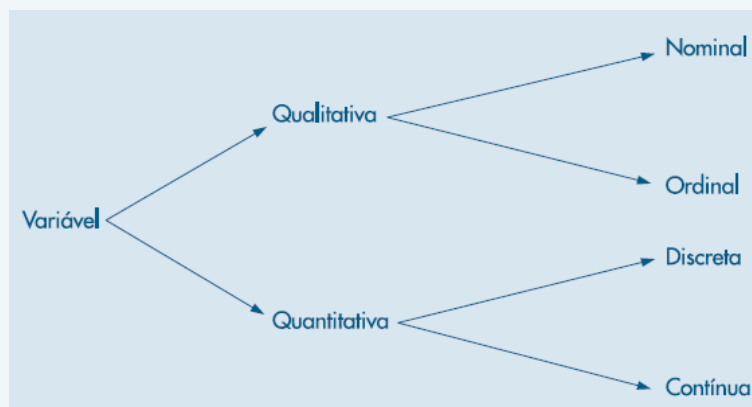 Nominal
Qualitativa
Ordinal
Variável
Discreta
Quantitativa
Contínua